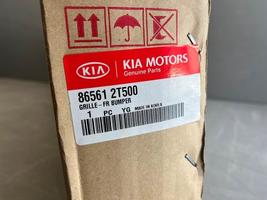 KIA
KIA MOTORS
Genuine Parts
86561 2T500
GRILLE-FR BUMPER
1 PC YG MADE IN KOREA